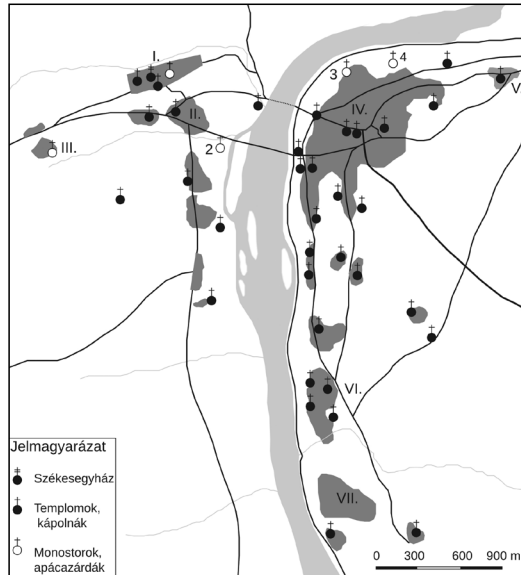 I.
II.
III.
2
3
4
IV.
V
VI.
VII.
Jelmagyarázat
Székesegyház
Templomok,
kápolnák
Monostorok,
apácazárdák
0 300 600 900 m